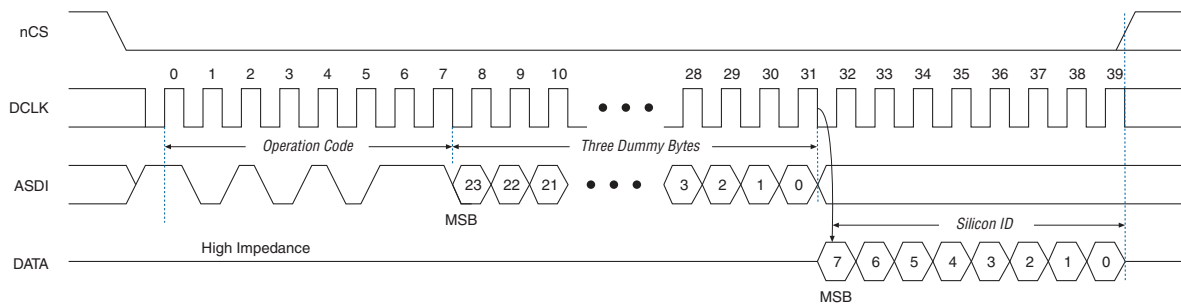 nCS
0 1 2 3 4 5 6 7 8 9 10 28 29 30 31 32 33 34 35 36 37 38 39
DCLK
Operation Code Three Dummy Bytes
ASDI 23 22 21 3 2 1 0
MSB
Silicon ID
High Impedance
DATA 7 6 5 4 3 2 1 0
MSB